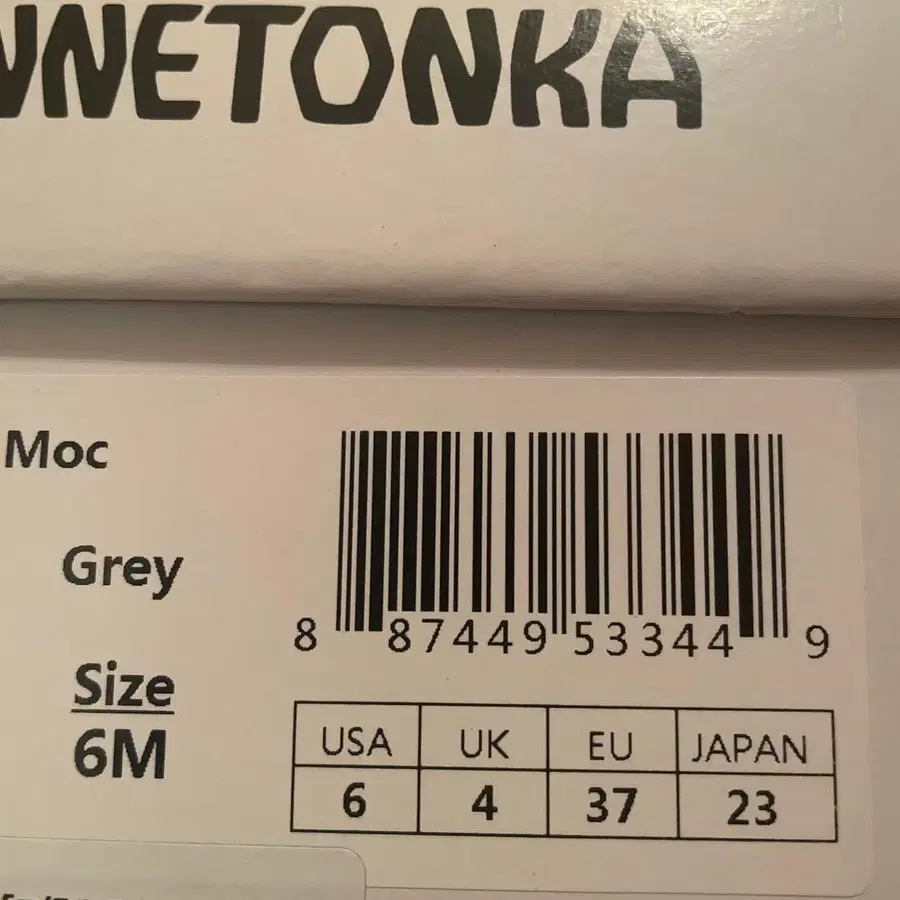 NNETONKA
Moc
Grey
Size
6M
8 87449 53344 9
USA UK EU JAPAN
6 4 37 23